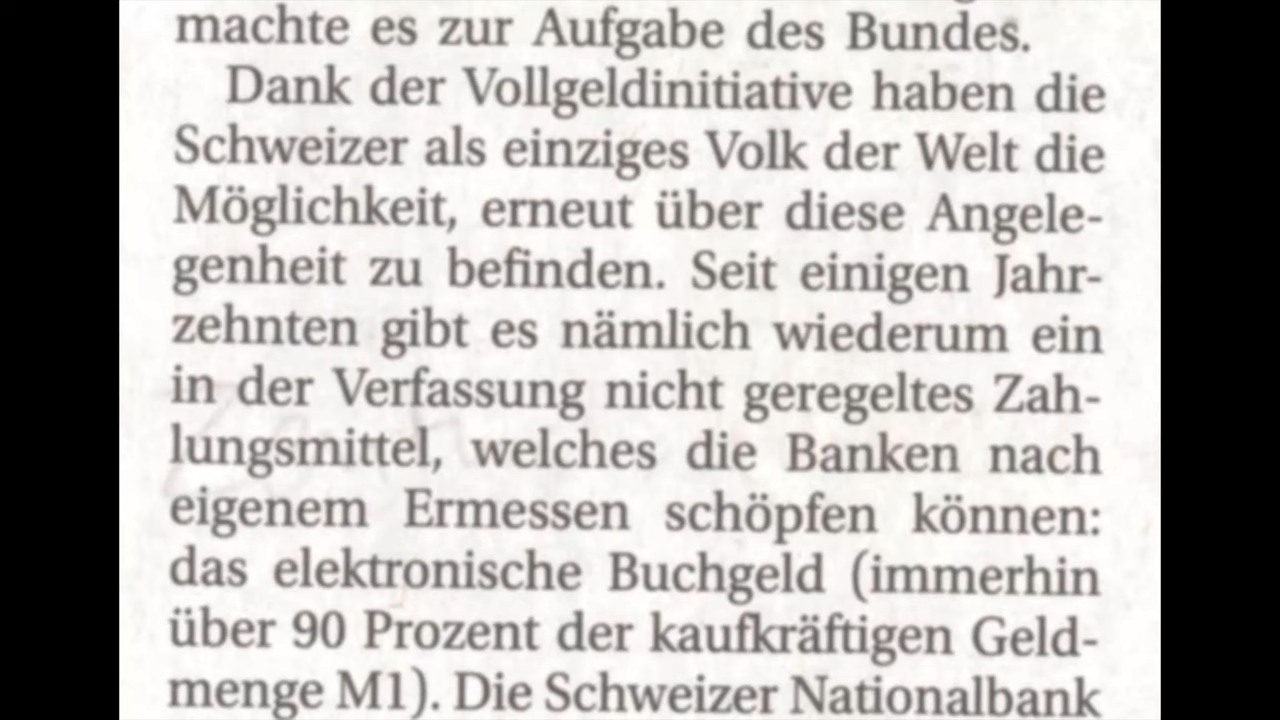 machte es zur Aufgabe des Bundes.
Dank der Vollgeldinitiative haben die
Schweizer als einziges Volk der Welt die
Möglichkeit, erneut über diese Angele-
genheit zu befinden. Seit einigen Jahr-
zehnten gibt es nämlich wiederum ein
in der Verfassung nicht geregeltes Zah-
lungsmittel, welches die Banken nach
eigenem Ermessen schöpfen können:
das elektronische Buchgeld (immerhin
über 90 Prozent der kaufkräftigen Geld-
menge M1). Die Schweizer Nationalbank